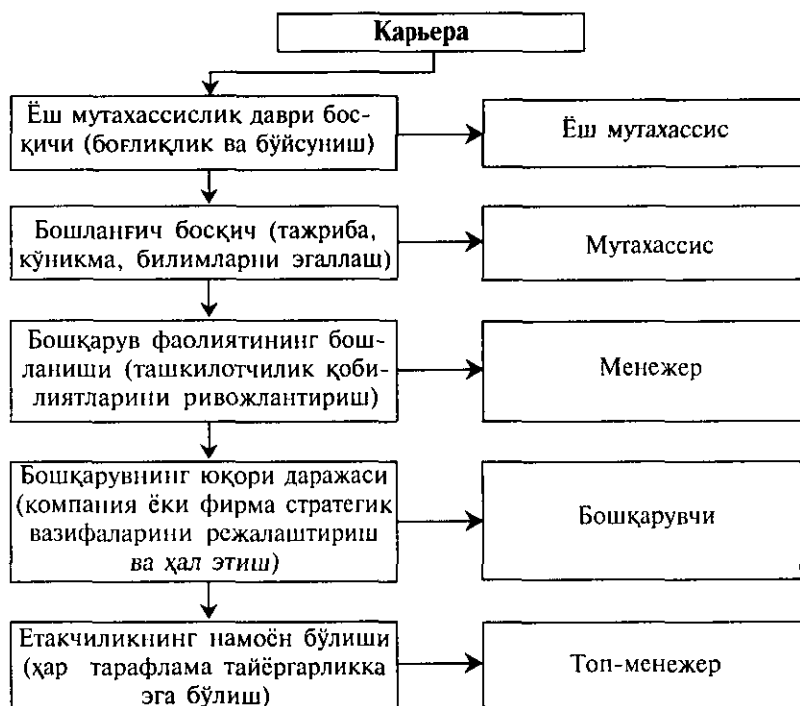 Карьера
Ёш мутахассислик даври бос-
қичи (боғлиқлик ва бўйсуниш)
Ёш мутахассис
Бошланғич босқич (тажриба,
кўникма, билимларни эгаллаш)
Мутахассис
Бошқарув фаолиятининг бош-
ланиши (ташкилотчилик қоби-
лиятларини ривожлантириш)
Менежер
Бошқарувнинг юқори даражаси
(компания ёки фирма стратегик
вазифаларини режалаштириш
ва ҳал этиш)
Бошқарувчи
Етакчиликнинг намоён бўлиши
(ҳар тарафлама тайёргарликка
эга бўлиш)
Топ-менежер